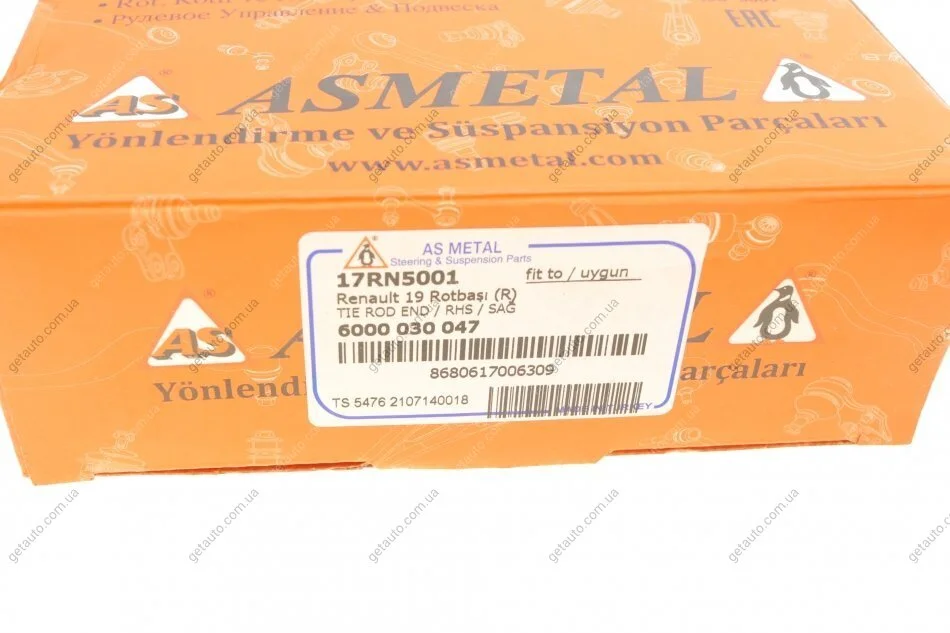 • Рулевое Управление & Подвеска
EAC
AS ASMETAL
Yönlendirme ve Süspansiyon Parçaları
www.asmetal.com
AS METAL
Steering & Suspension Parts
17RN5001 fit to / uygun
Renault 19 Rotbaşı (R)
TIE ROD END / RHS / SAG
6000 030 047
8680617006309
TS 5476 2107140018
AS
Yönlendi arçaları
getauto.com.ua